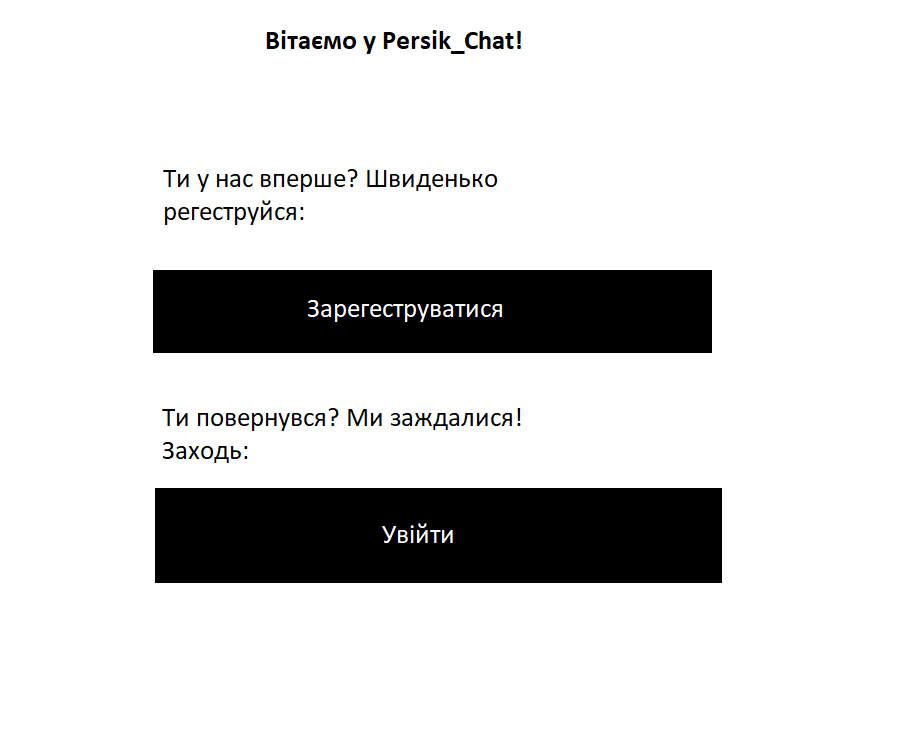 Вітаємо у Persik_Chat!
Ти у нас вперше? Швиденько
регеструйся:
Зарегеструватися
Ти повернувся? Ми заждалися!
Заходь:
Увійти